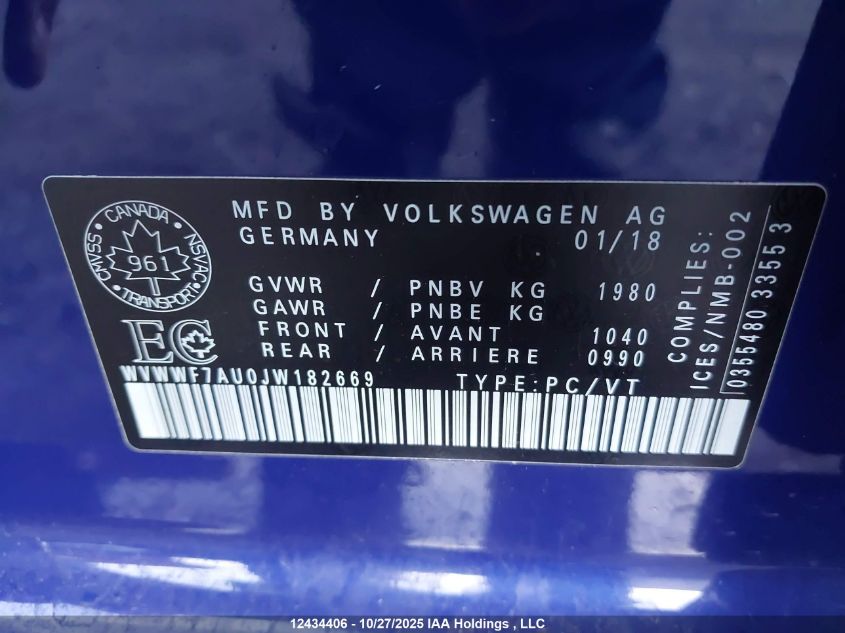 CANADA
CMVSS
NSVAC
961
TRANSPORT
EC
MFD BY VOLKSWAGEN AG
GERMANY 01/18
GVWR / PNBV KG 1980
GAWR / PNBE KG
FRONT / AVANT 1040
REAR / ARRIERE 0990
WVWWF7AU0JW182669 TYPE:PC/VT
COMPLIES:
ICES/NMB-002
0355480 3355 3
12434406 - 10/27/2025 IAA Holdings , LLC